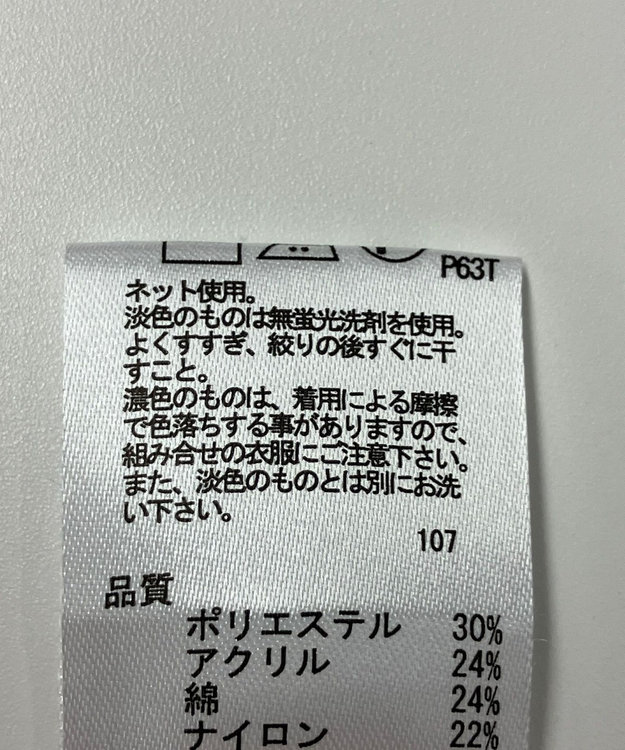 P63T
ネット使用。
淡色のものは無蛍光洗剤を使用。
よくすすぎ、絞りの後すぐに干
すこと。
濃色のものは、着用による摩擦
で色落ちする事がありますので、
組み合せの衣服にご注意下さい。
また、淡色のものとは別にお洗
い下さい。
107
品質
ポリエステル 30%
アクリル 24%
綿 24%
ナイロン 22%